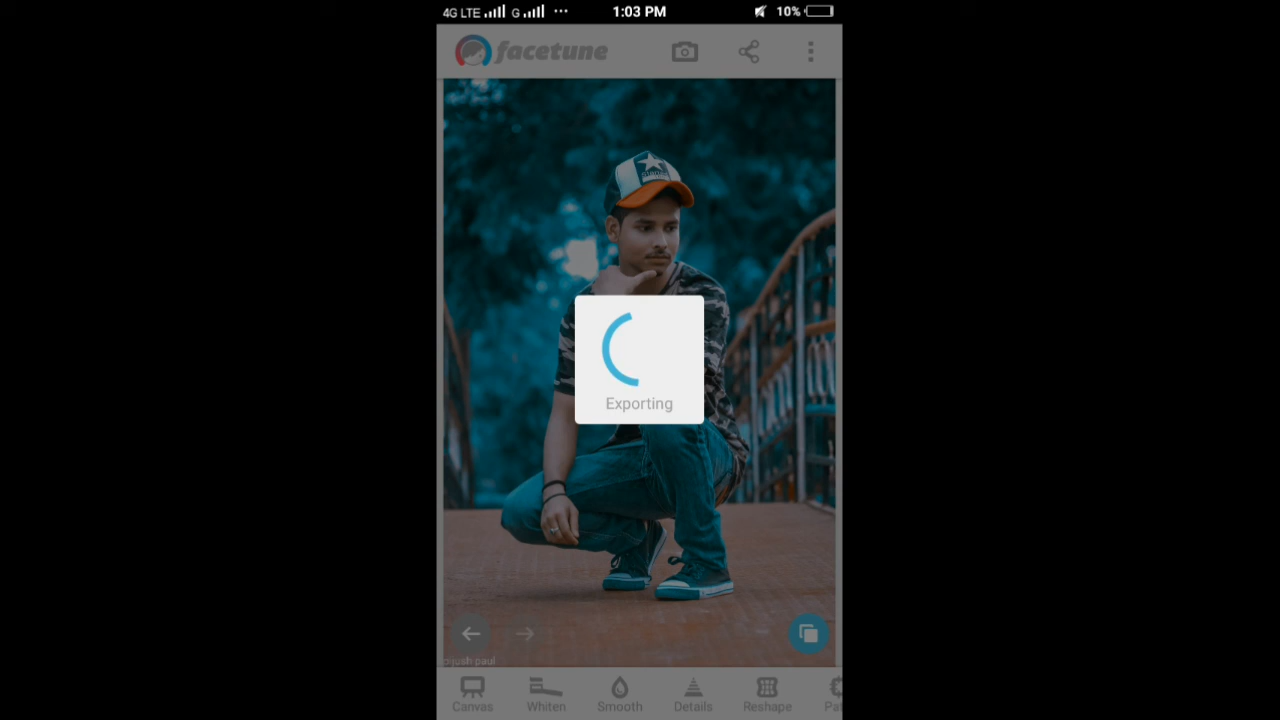 4G LTE G ... 1:03 PM 10%
facetune
Exporting
Canvas Whiten Smooth Details Reshape